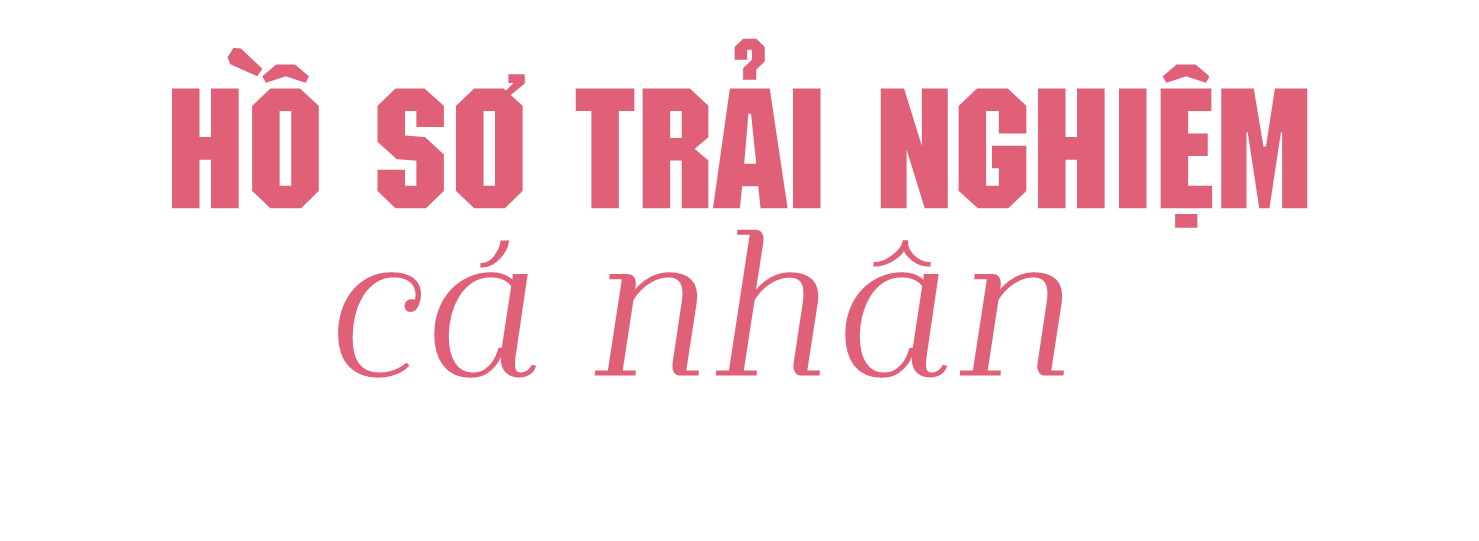 HỒ SƠ TRẢI NGHIỆM
cá nhân